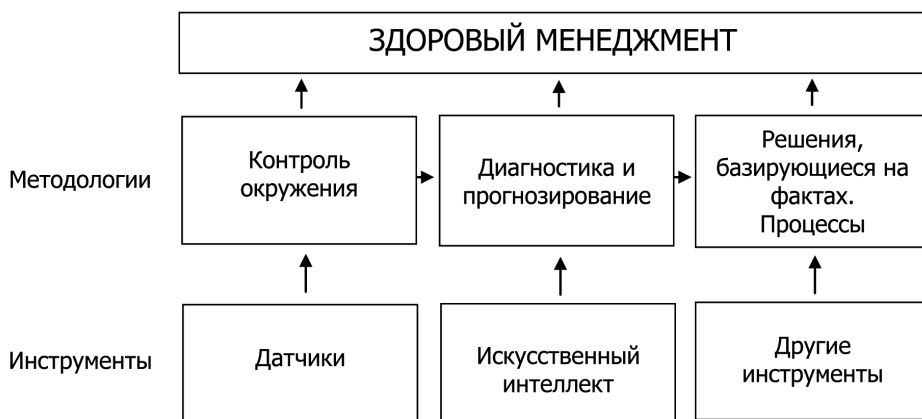 ЗДОРОВЫЙ МЕНЕДЖМЕНТ
Методологии
Контроль
окружения
Диагностика и
прогнозирование
Решения,
базирующиеся на
фактах.
Процессы
Инструменты
Датчики
Искусственный
интеллект
Другие
инструменты